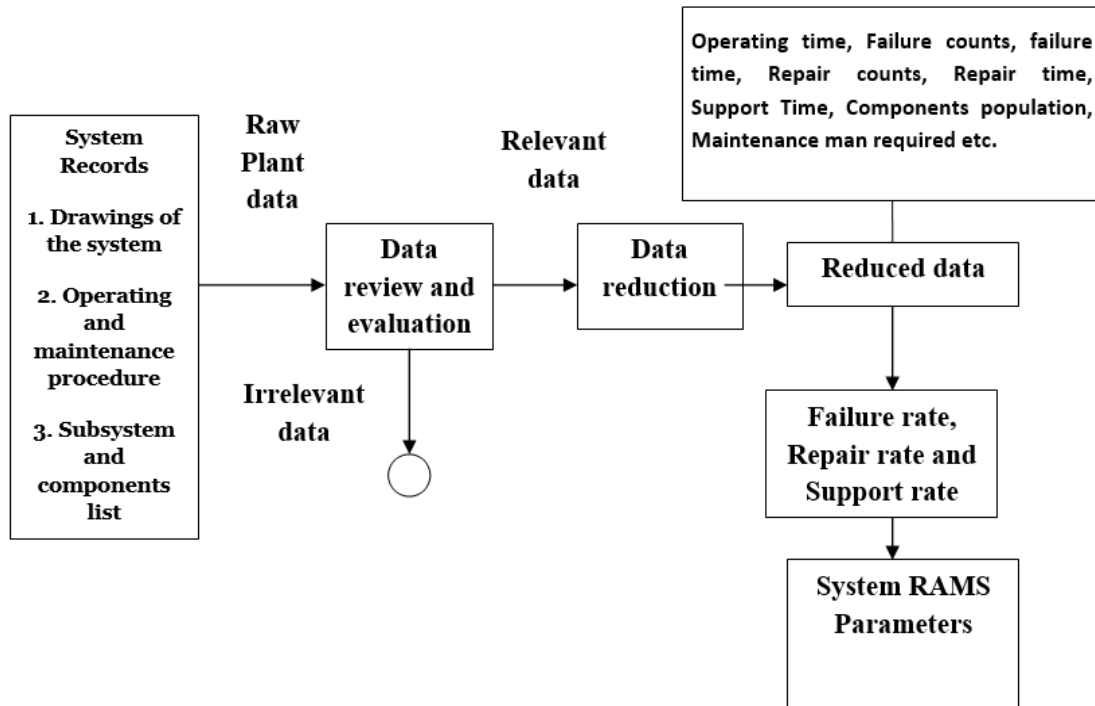 Operating time, Failure counts, failure
time, Repair counts, Repair time,
Support Time, Components population,
Maintenance man required etc.
System
Records
1. Drawings of
the system
2. Operating
and
maintenance
procedure
3. Subsystem
and
components
list
Raw
Plant
data
Relevant
data
Data
review and
evaluation
Data
reduction
Reduced data
Irrelevant
data
Failure rate,
Repair rate and
Support rate
System RAMS
Parameters